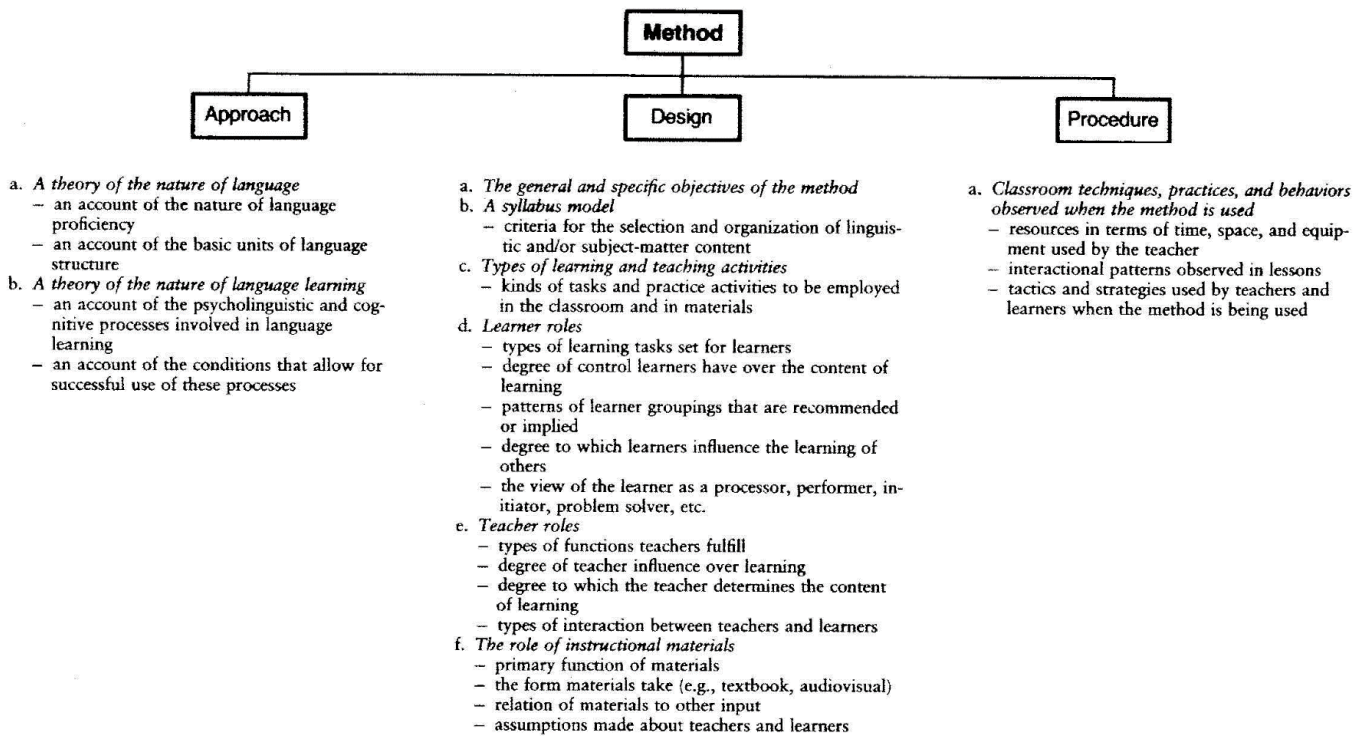 Method
Approach
Design
Procedure
a. A theory of the nature of language
– an account of the nature of language
proficiency
– an account of the basic units of language
structure
b. A theory of the nature of language learning
– an account of the psycholinguistic and cog-
nitive processes involved in language
learning
– an account of the conditions that allow for
successful use of these processes
a. The general and specific objectives of the method
b. A syllabus model
– criteria for the selection and organization of linguis-
tic and/or subject-matter content
c. Types of learning and teaching activities
– kinds of tasks and practice activities to be employed
in the classroom and in materials
d. Learner roles
– types of learning tasks set for learners
– degree of control learners have over the content of
learning
– patterns of learner groupings that are recommended
or implied
– degree to which learners influence the learning of
others
– the view of the learner as a processor, performer, in-
itiator, problem solver, etc.
e. Teacher roles
– types of functions teachers fulfill
– degree of teacher influence over learning
– degree to which the teacher determines the content
of learning
– types of interaction between teachers and learners
f. The role of instructional materials
– primary function of materials
– the form materials take (e.g., textbook, audiovisual)
– relation of materials to other input
– assumptions made about teachers and learners
a. Classroom techniques, practices, and behaviors
observed when the method is used
– resources in terms of time, space, and equip-
ment used by the teacher
– interactional patterns observed in lessons
– tactics and strategies used by teachers and
learners when the method is being used